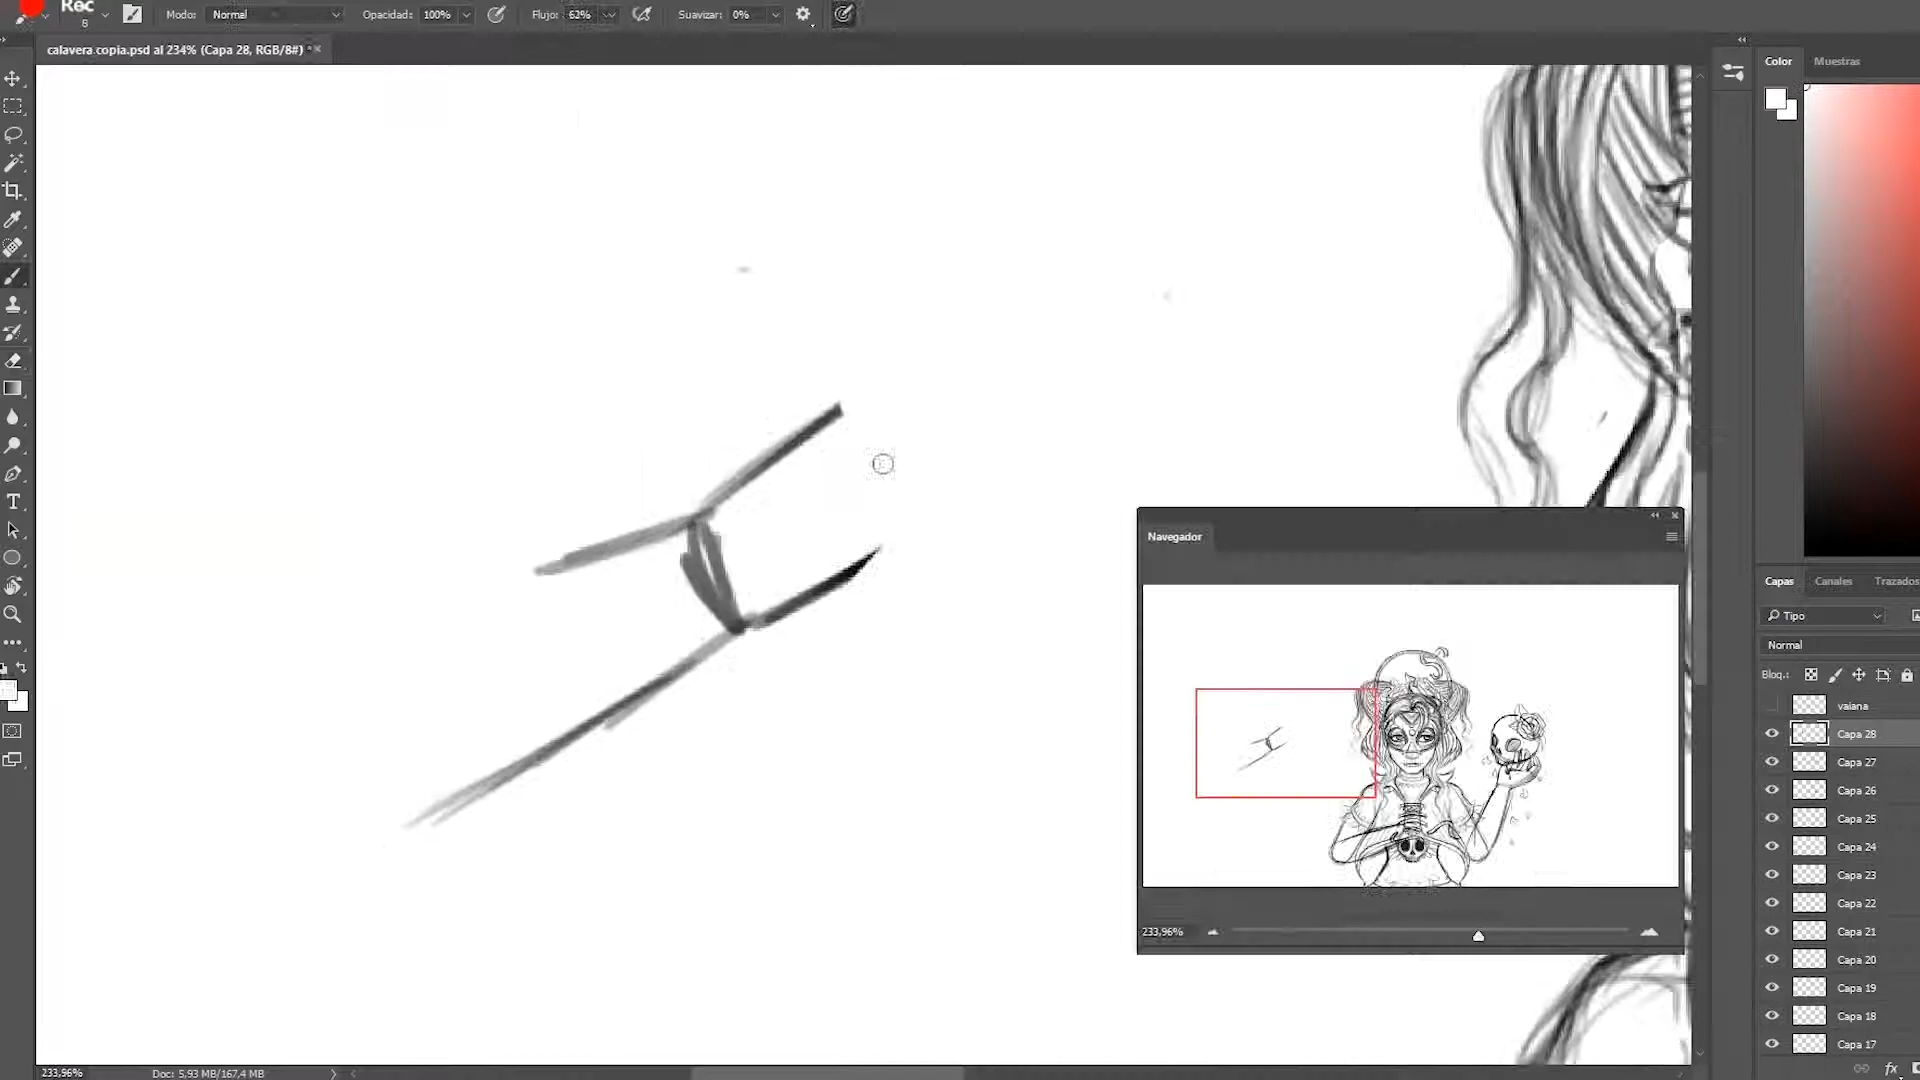 Rec
8
Modo: Normal Opacidad: 100% Flujo: 62% Suavizar: 0%
calavera copia.psd al 234% (Capa 28, RGB/8#) * ×
Color Muestras
Navegador
233,96%
Capas Canales Trazados
Tipo
Normal
Bloq.:
vaiana
Capa 28
Capa 27
Capa 26
Capa 25
Capa 24
Capa 23
Capa 22
Capa 21
Capa 20
Capa 19
Capa 18
Capa 17
fx
233,96% Doc: 5,93 MB/167,4 MB